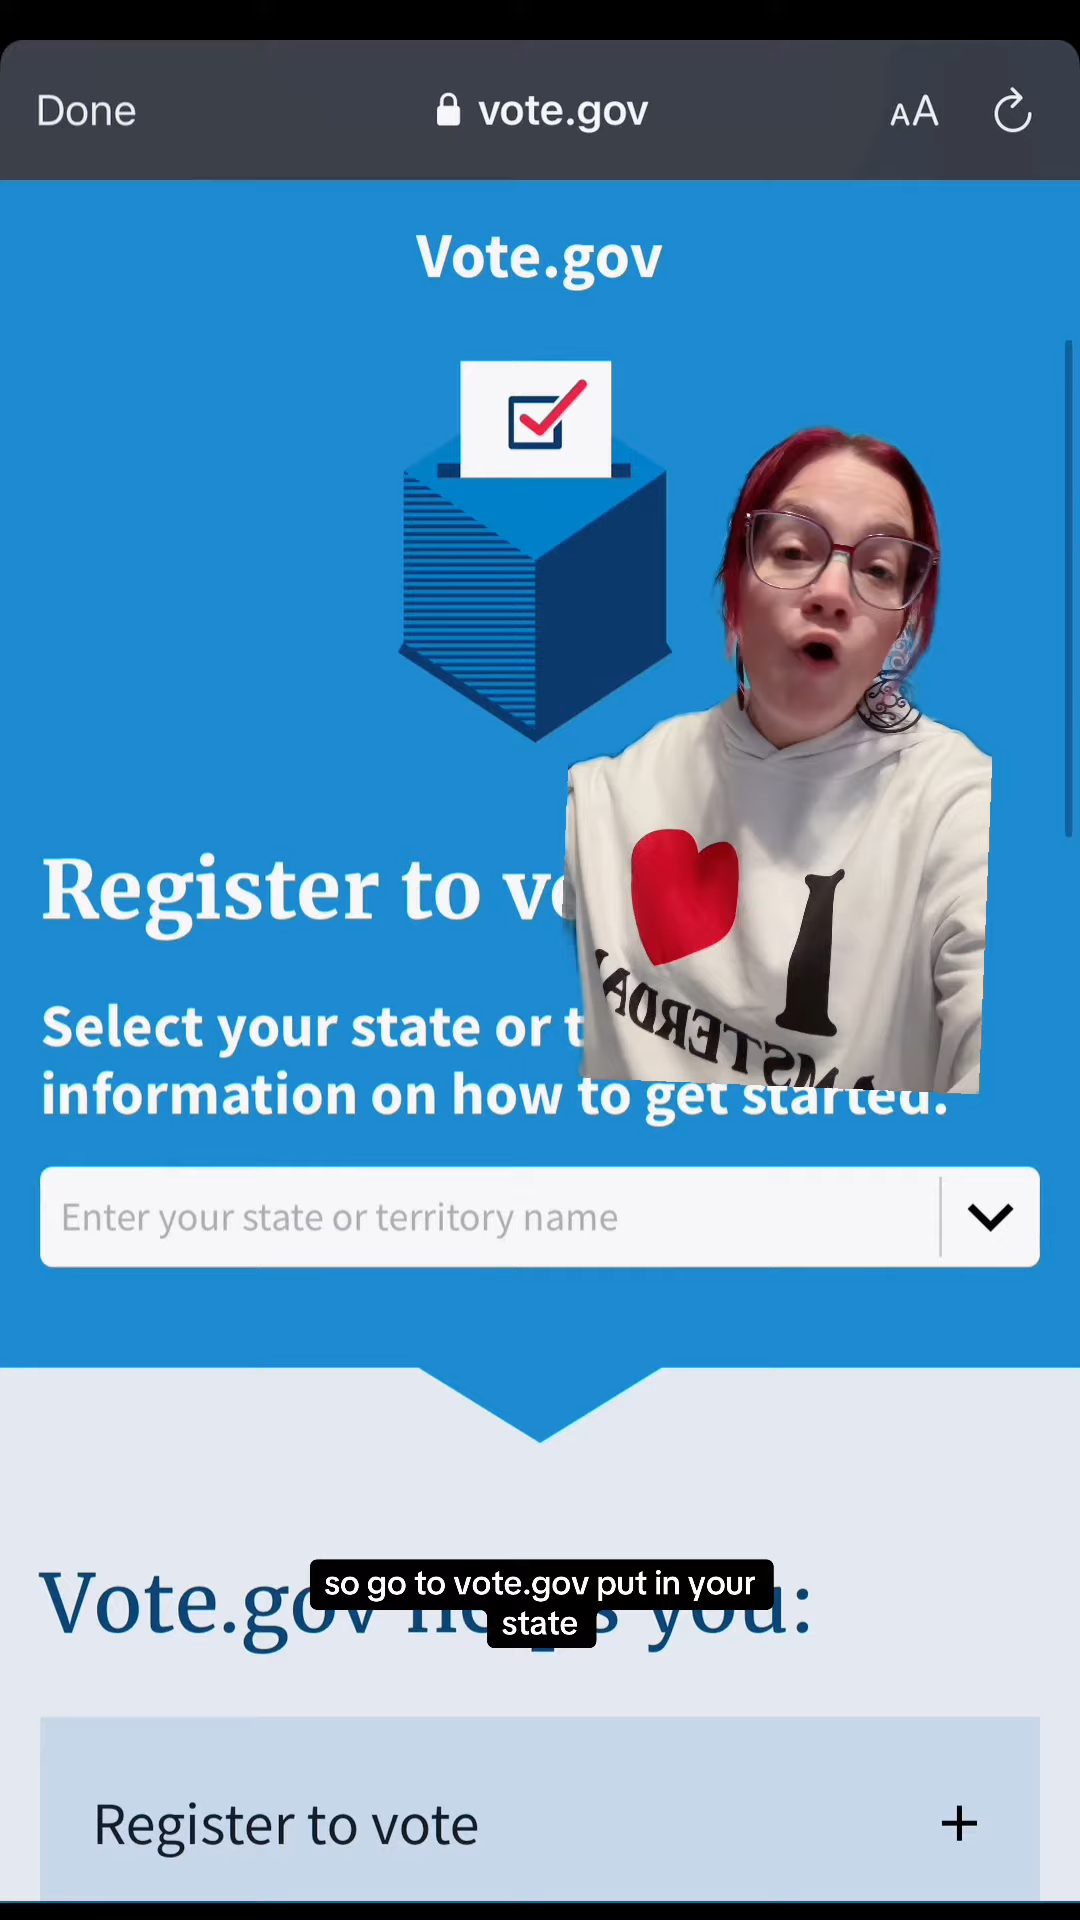 Done
vote.gov
AA
Vote.gov
Register to
Select your state or
information on how to get started.
I
AMSTERDA
Enter your state or territory name
Vote.gov you:
so go to vote.gov put in your
state
Register to vote
+